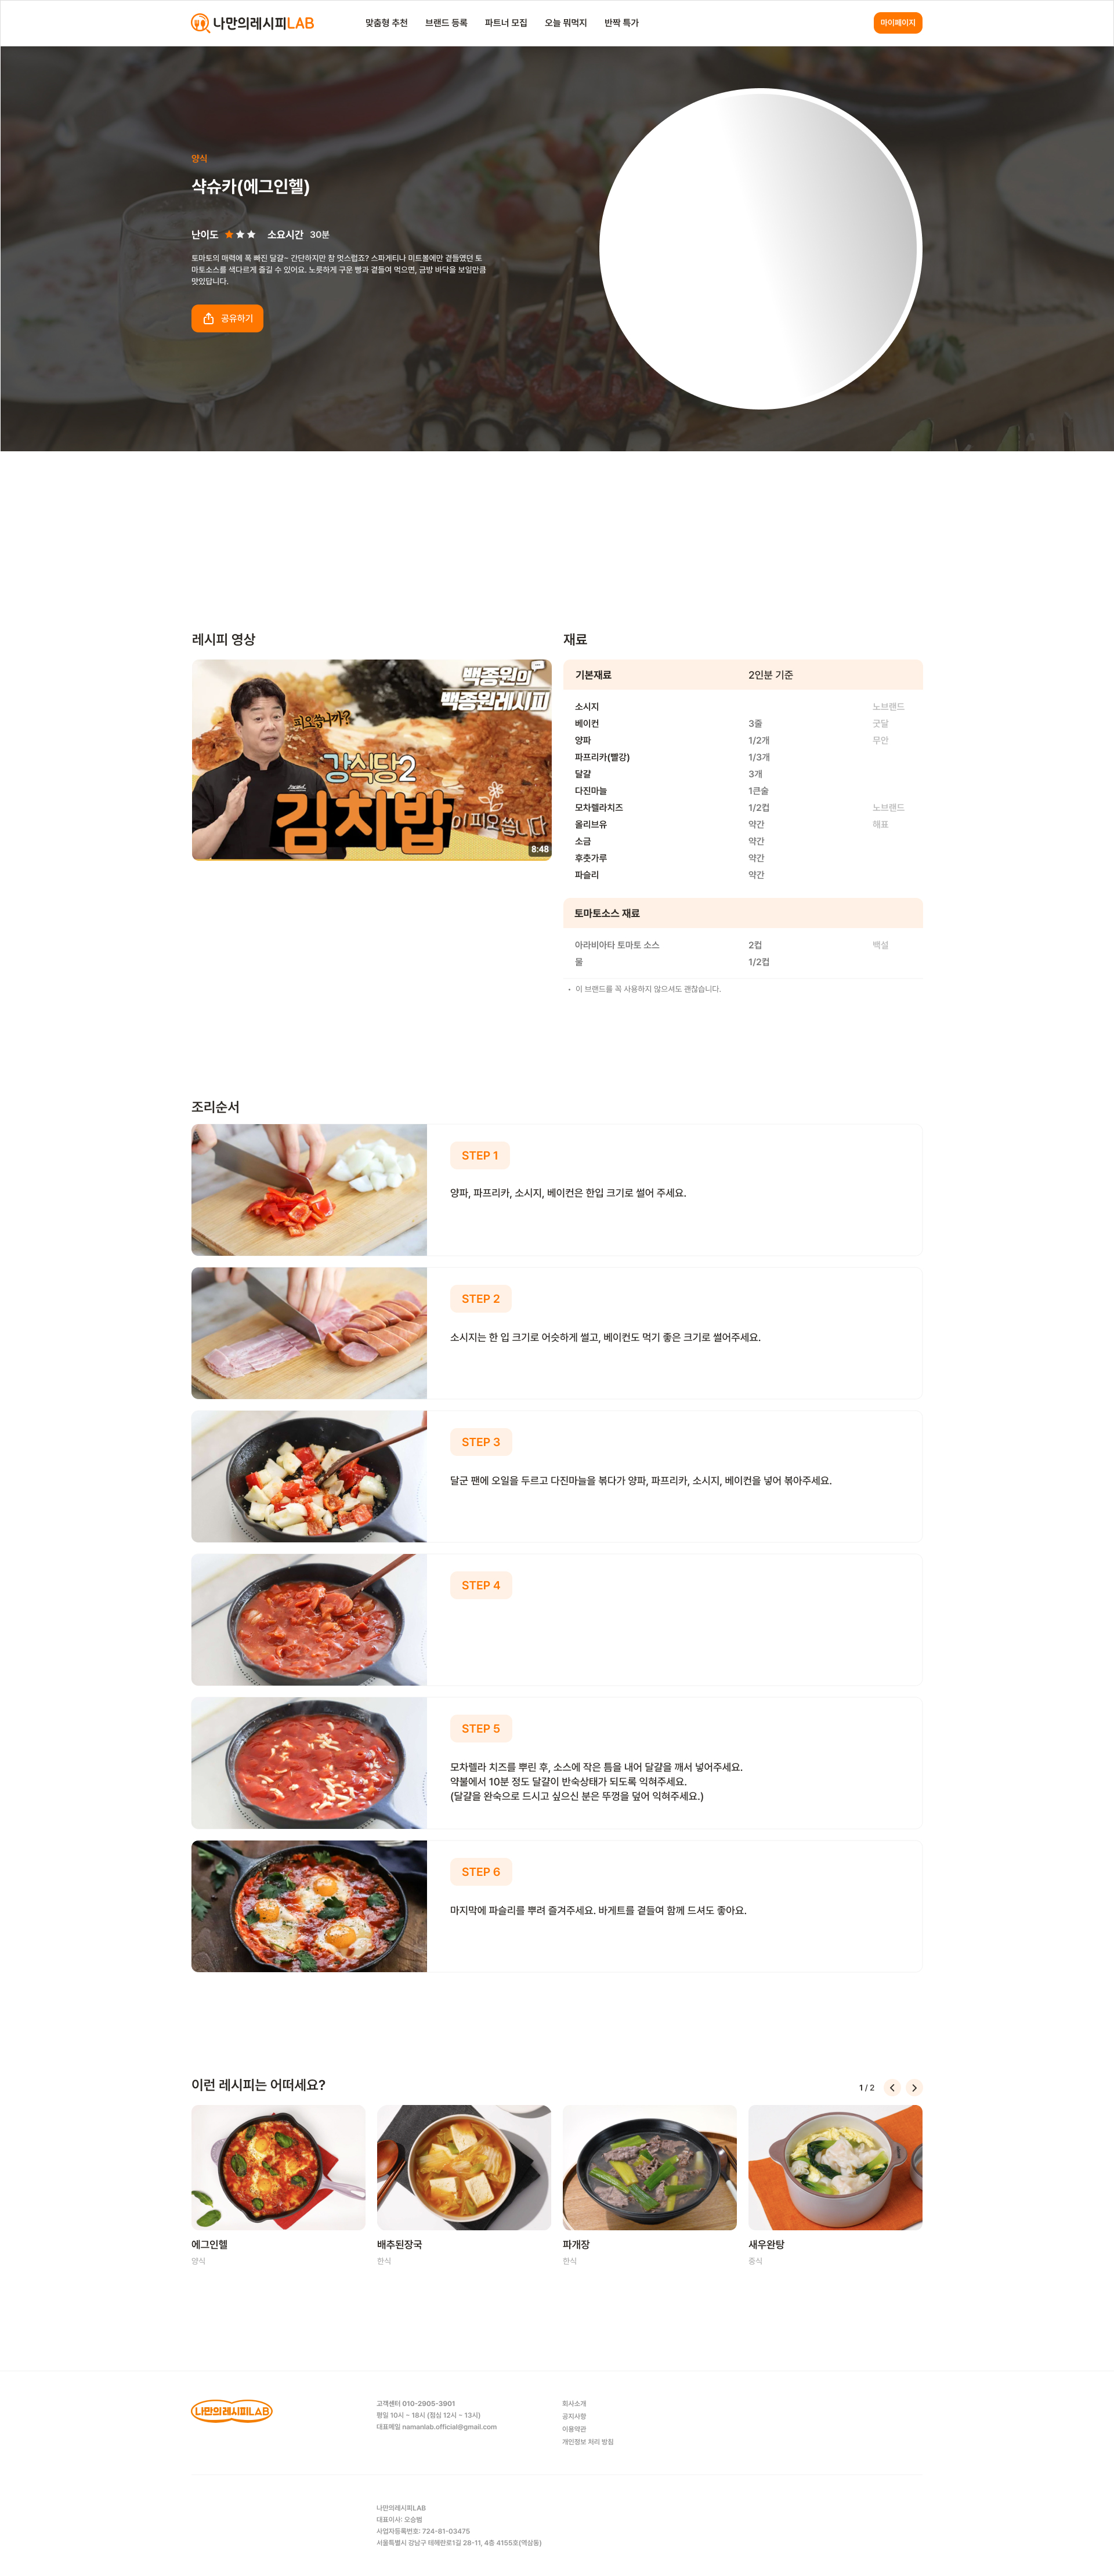 나만의레시피LAB
맞춤형 추천 브랜드 등록 파트너 모집 오늘 뭐먹지 반짝 특가
마이페이지
양식
샥슈카(에그인헬)
난이도 소요시간 30분
토마토의 매력에 폭 빠진 달걀~ 간단하지만 참 멋스럽죠? 스파게티나 미트볼에만 곁들였던 토
마토소스를 색다르게 즐길 수 있어요. 노릇하게 구운 빵과 곁들여 먹으면, 금방 바닥을 보일만큼
맛있답니다.
공유하기
레시피 영상
백종원의
백종원레시피
피오씁니까?
강식당2
김치밥
이 피오씁니다
8:48
재료
기본재료 2인분 기준
소시지 노브랜드
베이컨 3줄 굿달
양파 1/2개 무안
파프리카(빨강) 1/3개
달걀 3개
다진마늘 1큰술
모차렐라치즈 1/2컵 노브랜드
올리브유 약간 해표
소금 약간
후춧가루 약간
파슬리 약간
토마토소스 재료
아라비아타 토마토 소스 2컵 백설
물 1/2컵
• 이 브랜드를 꼭 사용하지 않으셔도 괜찮습니다.
조리순서
STEP 1
양파, 파프리카, 소시지, 베이컨은 한입 크기로 썰어 주세요.
STEP 2
소시지는 한 입 크기로 어슷하게 썰고, 베이컨도 먹기 좋은 크기로 썰어주세요.
STEP 3
달군 팬에 오일을 두르고 다진마늘을 볶다가 양파, 파프리카, 소시지, 베이컨을 넣어 볶아주세요.
STEP 4
STEP 5
모차렐라 치즈를 뿌린 후, 소스에 작은 틈을 내어 달걀을 깨서 넣어주세요.
약불에서 10분 정도 달걀이 반숙상태가 되도록 익혀주세요.
(달걀을 완숙으로 드시고 싶으신 분은 뚜껑을 덮어 익혀주세요.)
STEP 6
마지막에 파슬리를 뿌려 즐겨주세요. 바게트를 곁들여 함께 드셔도 좋아요.
이런 레시피는 어떠세요?
1 / 2
에그인헬
양식
배추된장국
한식
파개장
한식
새우완탕
중식
나만의레시피LAB
고객센터 010-2905-3901
평일 10시 ~ 18시 (점심 12시 ~ 13시)
대표메일 namanlab.official@gmail.com
회사소개
공지사항
이용약관
개인정보 처리 방침
나만의레시피LAB
대표이사: 오승범
사업자등록번호: 724-81-03475
서울특별시 강남구 테헤란로1길 28-11, 4층 4155호(역삼동)